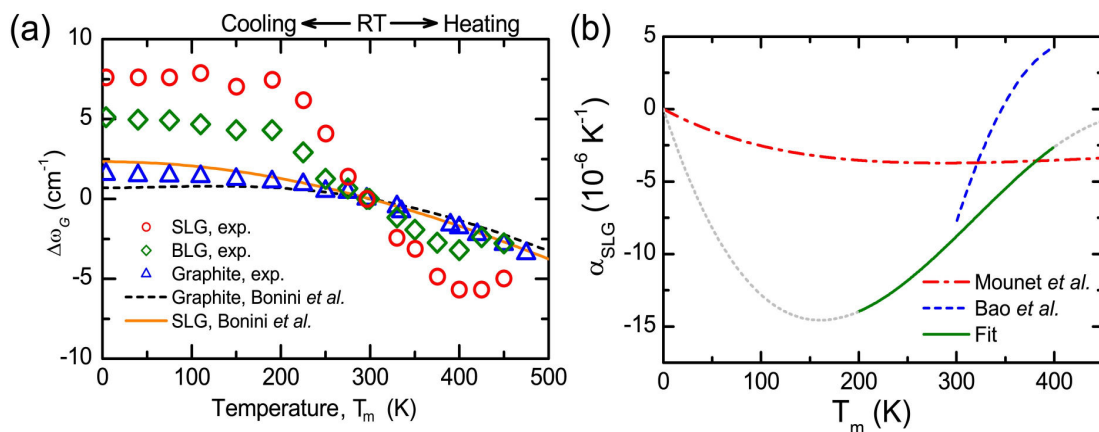 (a)
Cooling ← RT → Heating
10
5
0
-5
-10
Δω_G (cm⁻¹)
SLG, exp.
BLG, exp.
Graphite, exp.
Graphite, Bonini et al.
SLG, Bonini et al.
0 100 200 300 400 500
Temperature, T_m (K)
(b)
5
0
-5
-10
-15
α_SLG (10⁻⁶ K⁻¹)
Mounet et al.
Bao et al.
Fit
0 100 200 300 400
T_m (K)